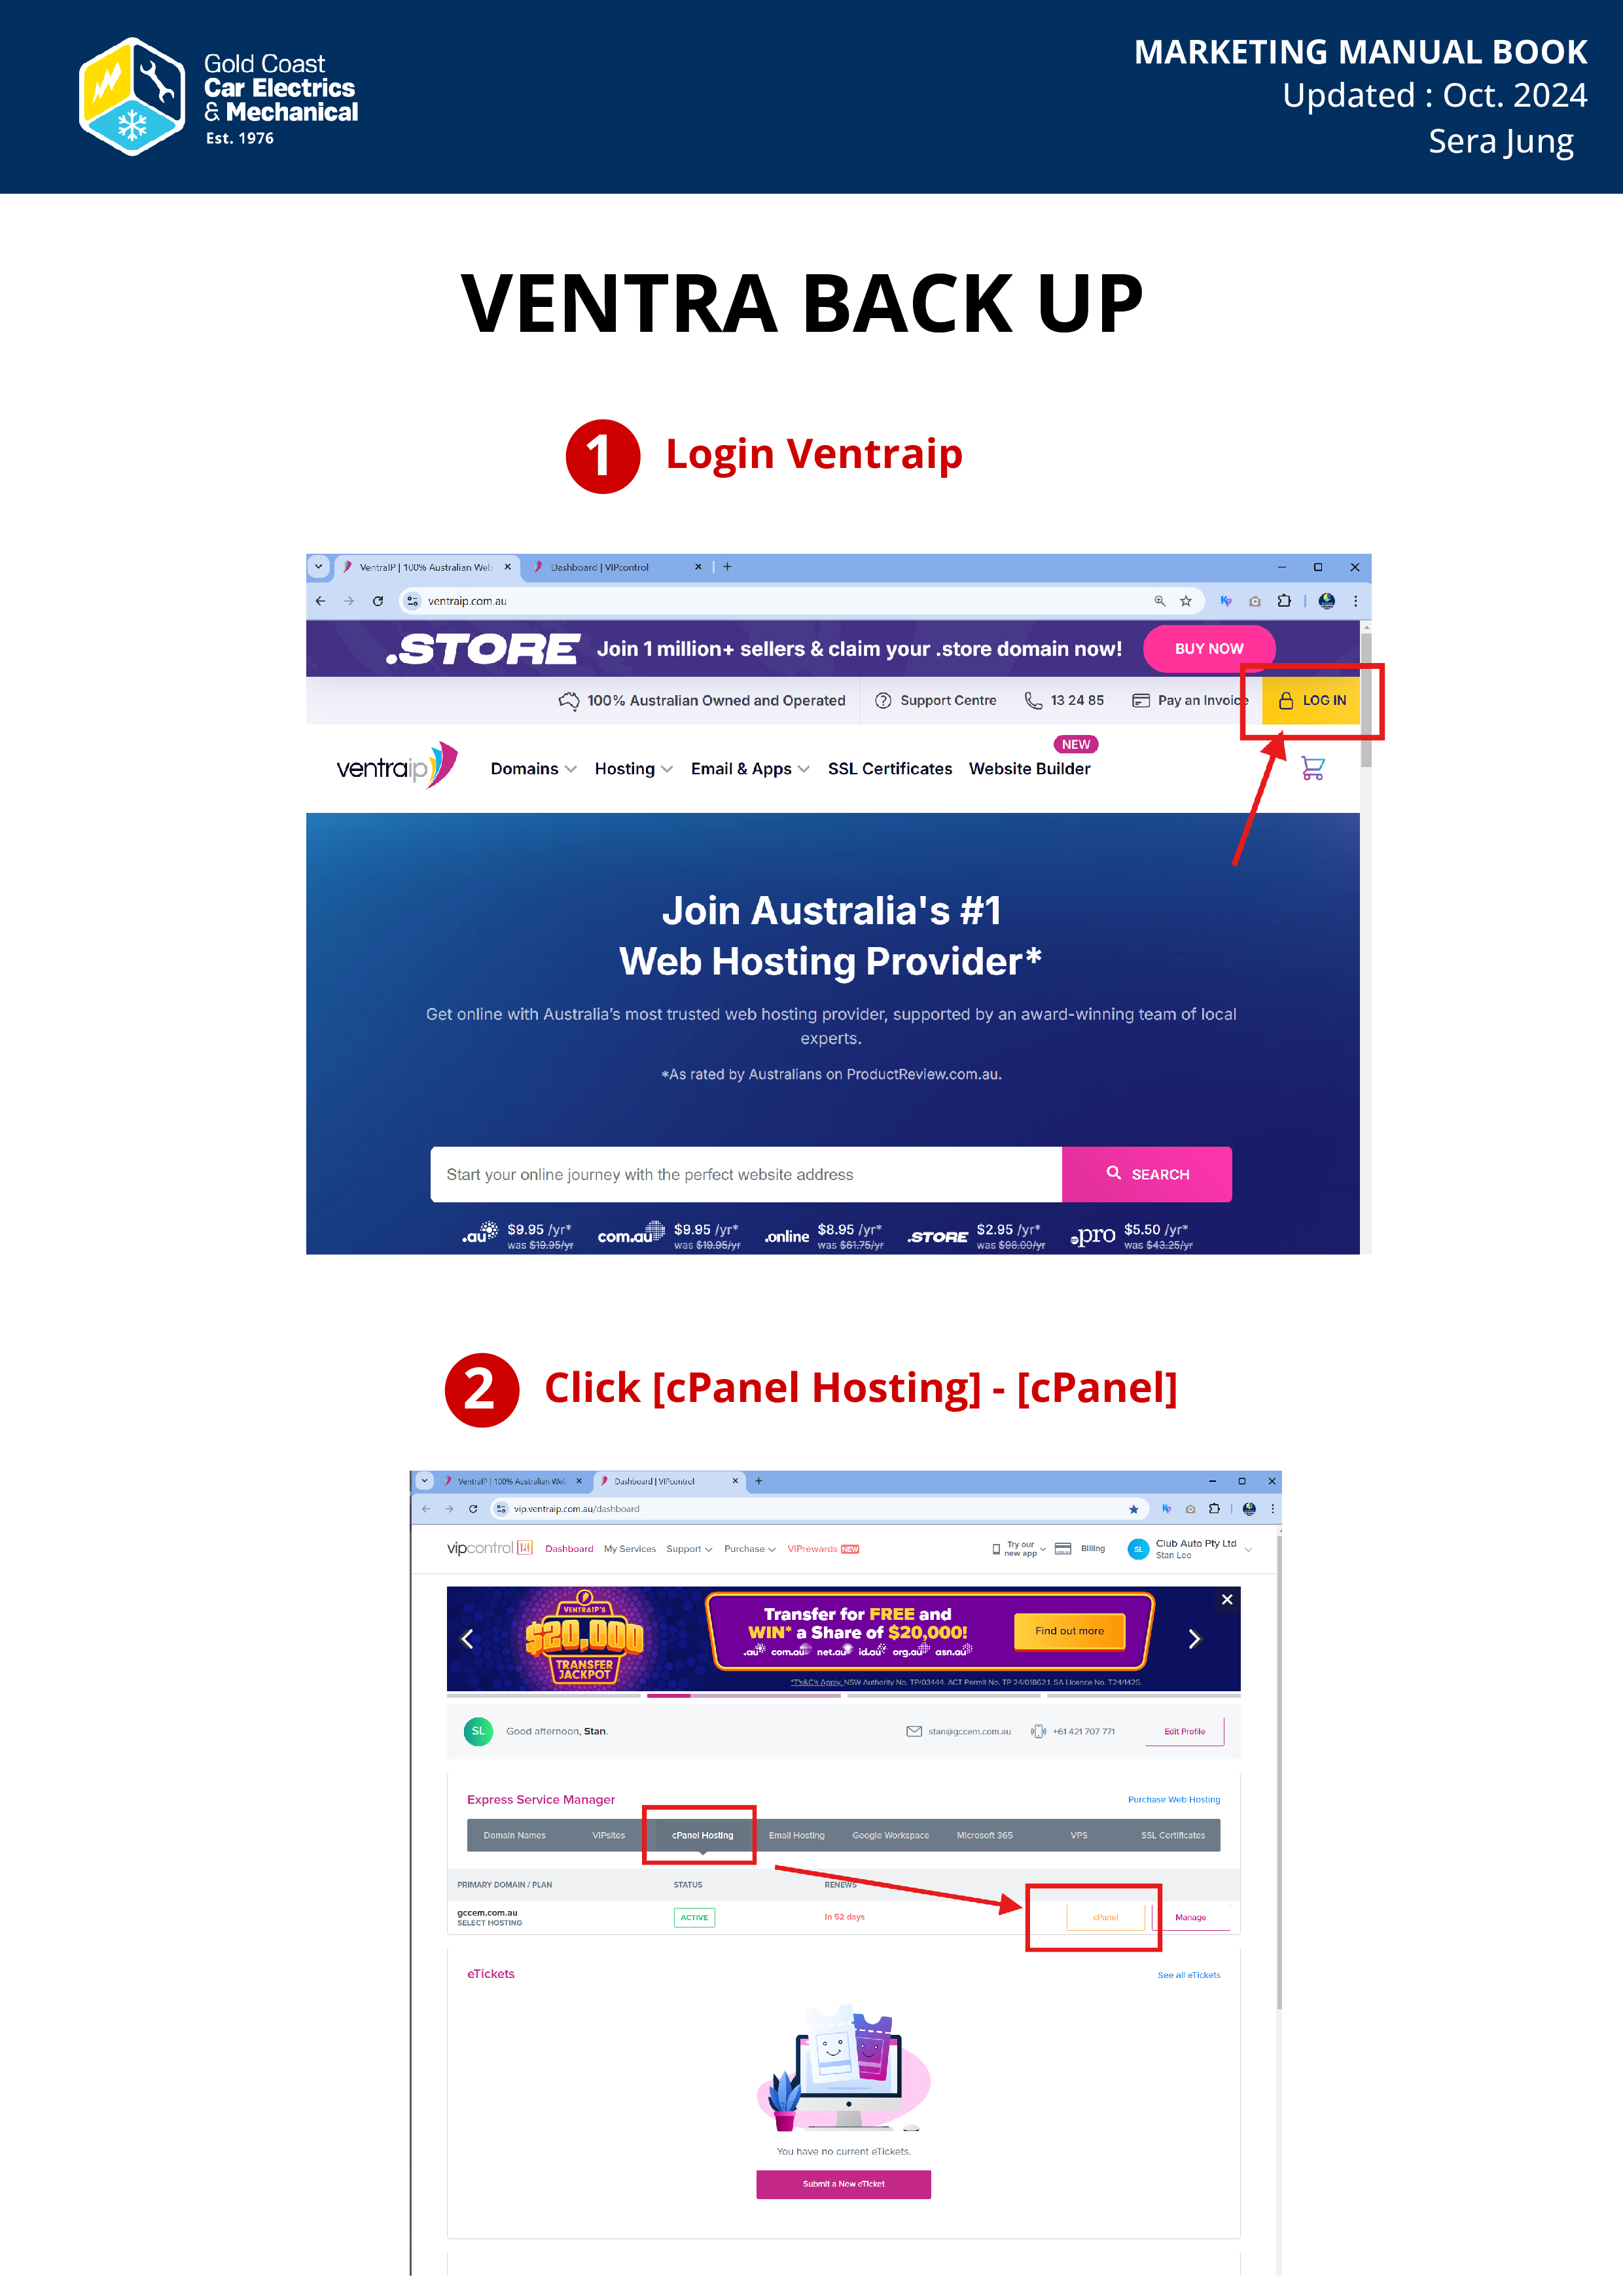 Gold Coast
Car Electrics
& Mechanical
Est. 1976
MARKETING MANUAL BOOK
Updated : Oct. 2024
Sera Jung
VENTRA BACK UP
1 Login Ventraip
VentraIP | 100% Australian Web
Dashboard | VIPcontrol
ventraip.com.au
.STORE Join 1 million+ sellers & claim your .store domain now! BUY NOW
100% Australian Owned and Operated Support Centre 13 24 85 Pay an Invoice LOG IN
NEW
ventraip Domains Hosting Email & Apps SSL Certificates Website Builder
Join Australia's #1
Web Hosting Provider*
Get online with Australia's most trusted web hosting provider, supported by an award-winning team of local
experts.
*As rated by Australians on ProductReview.com.au.
Start your online journey with the perfect website address SEARCH
.au $9.95 /yr* com.au $9.95 /yr* .online $8.95 /yr* .STORE $2.95 /yr* .pro $5.50 /yr*
was $19.95/yr was $19.95/yr was $61.75/yr was $98.00/yr was $43.25/yr
2 Click [cPanel Hosting] - [cPanel]
VentraIP | 100% Australian Web
Dashboard | VIPcontrol
vip.ventraip.com.au/dashboard
vipcontrol Dashboard My Services Support Purchase VIPrewards NEW
Try our
new app
Billing
SL
Club Auto Pty Ltd
Stan Lee
VENTRAIP'S
$20,000
TRANSFER
JACKPOT
Transfer for FREE and
WIN* a Share of $20,000!
.au com.au net.au id.au org.au asn.au
Find out more
*T's&C's Apply. NSW Authority No. TP/03444. ACT Permit No. TP 24/01862.1. SA Licence No. T24/1425.
SL Good afternoon, Stan. stan@gccem.com.au +61 421 707 771 Edit Profile
Express Service Manager Purchase Web Hosting
Domain Names VIPsites cPanel Hosting Email Hosting Google Workspace Microsoft 365 VPS SSL Certificates
PRIMARY DOMAIN / PLAN STATUS RENEWS
gccem.com.au
SELECT HOSTING
ACTIVE In 52 days cPanel Manage
eTickets See all eTickets
You have no current eTickets.
Submit a New eTicket